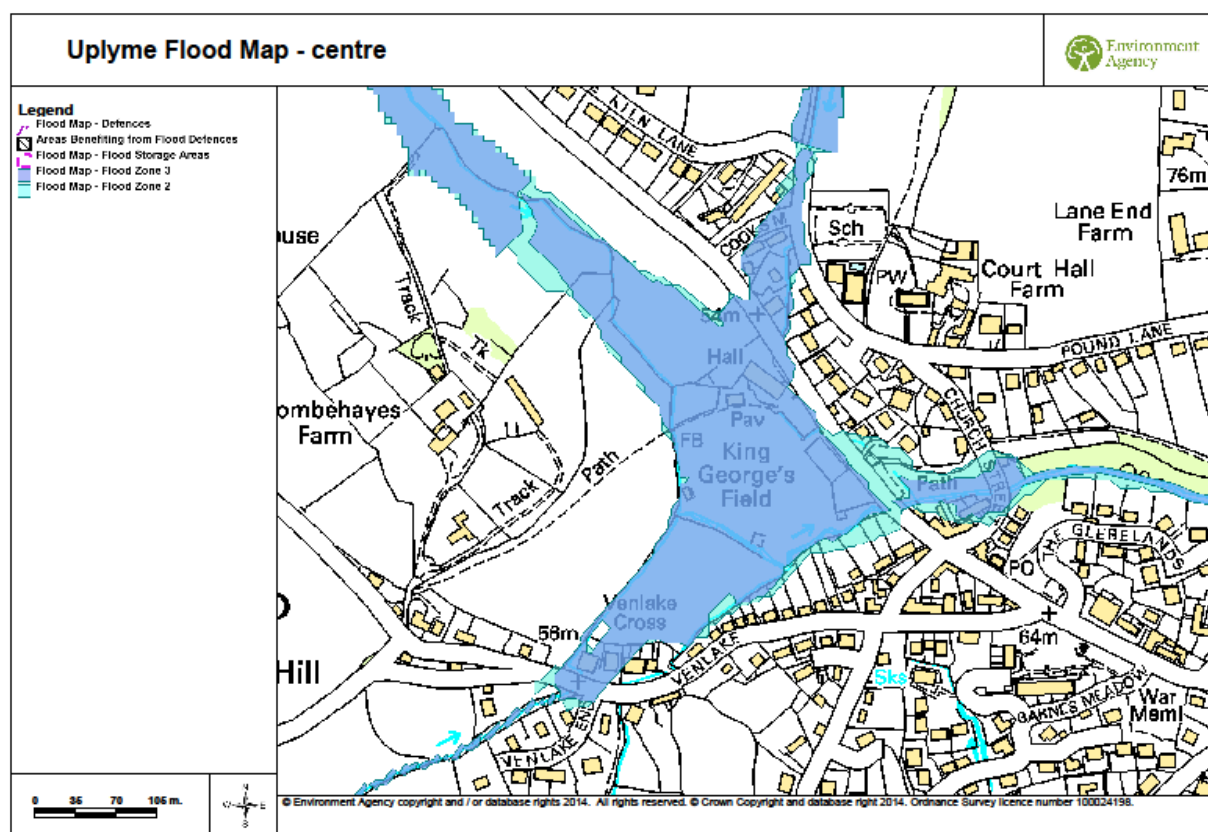 Uplyme Flood Map - centre
Environment
Agency
Legend
Flood Map - Defences
Areas Benefiting from Flood Defences
Flood Map - Flood Storage Areas
Flood Map - Flood Zone 3
Flood Map - Flood Zone 2
KILN LANE
76m
Lane End
Farm
COOKS M
Sch
PW
Court Hall
Farm
ouse
Track
Tk
54m
Hall
POUND LANE
CHURCH
STREE
ombehayes
Farm
Pav
FB
King
George's
Field
Path
Track
Path
THE GLEBELANDS
PO
Venlake
Cross
58m
VENLAKE
64m
Hill
Sks
BARNES MEADOW
War
Meml
VENLAKE END
0 35 70 105 m.
N
W E
S
© Environment Agency copyright and / or database rights 2014. All rights reserved. © Crown Copyright and database right 2014. Ordnance Survey licence number 100024198.